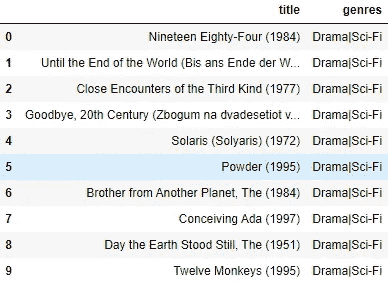 title genres
0 Nineteen Eighty-Four (1984) Drama|Sci-Fi
1 Until the End of the World (Bis ans Ende der W... Drama|Sci-Fi
2 Close Encounters of the Third Kind (1977) Drama|Sci-Fi
3 Goodbye, 20th Century (Zbogum na dvadesetiot v... Drama|Sci-Fi
4 Solaris (Solyaris) (1972) Drama|Sci-Fi
5 Powder (1995) Drama|Sci-Fi
6 Brother from Another Planet, The (1984) Drama|Sci-Fi
7 Conceiving Ada (1997) Drama|Sci-Fi
8 Day the Earth Stood Still, The (1951) Drama|Sci-Fi
9 Twelve Monkeys (1995) Drama|Sci-Fi